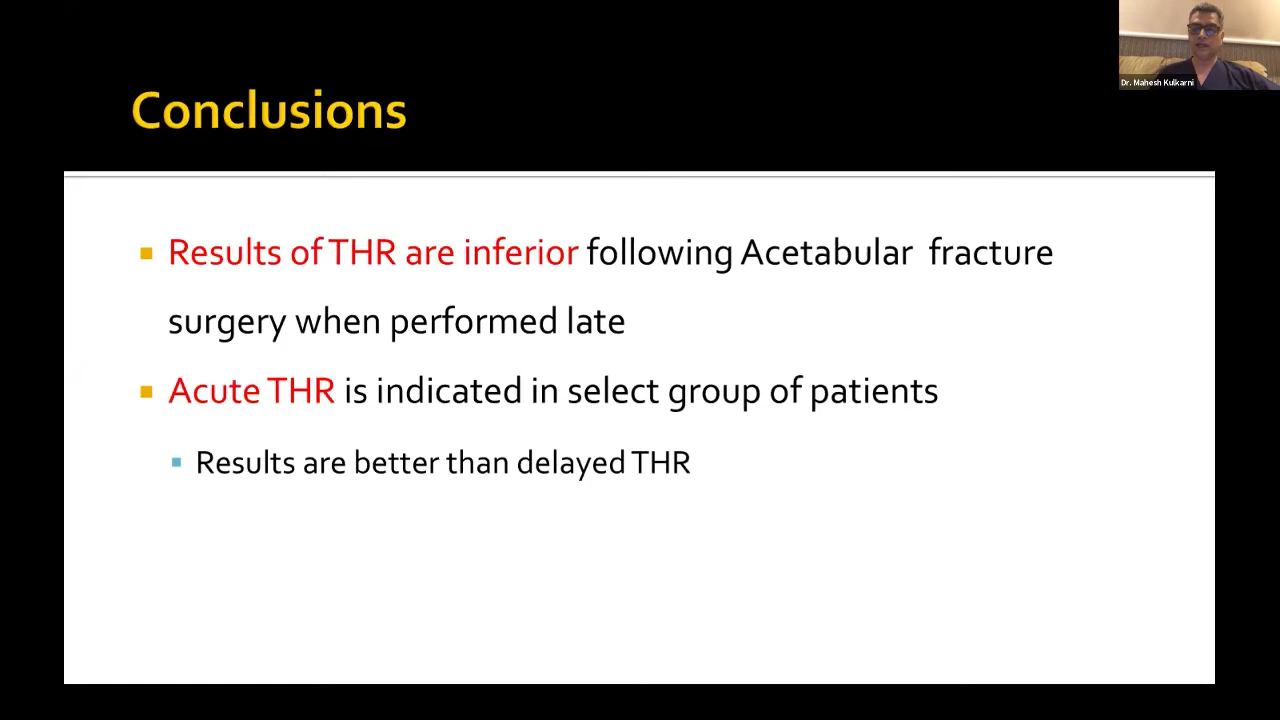 Dr. Mahesh Kulkarni
Conclusions
Results of THR are inferior following Acetabular fracture
surgery when performed late
Acute THR is indicated in select group of patients
Results are better than delayed THR